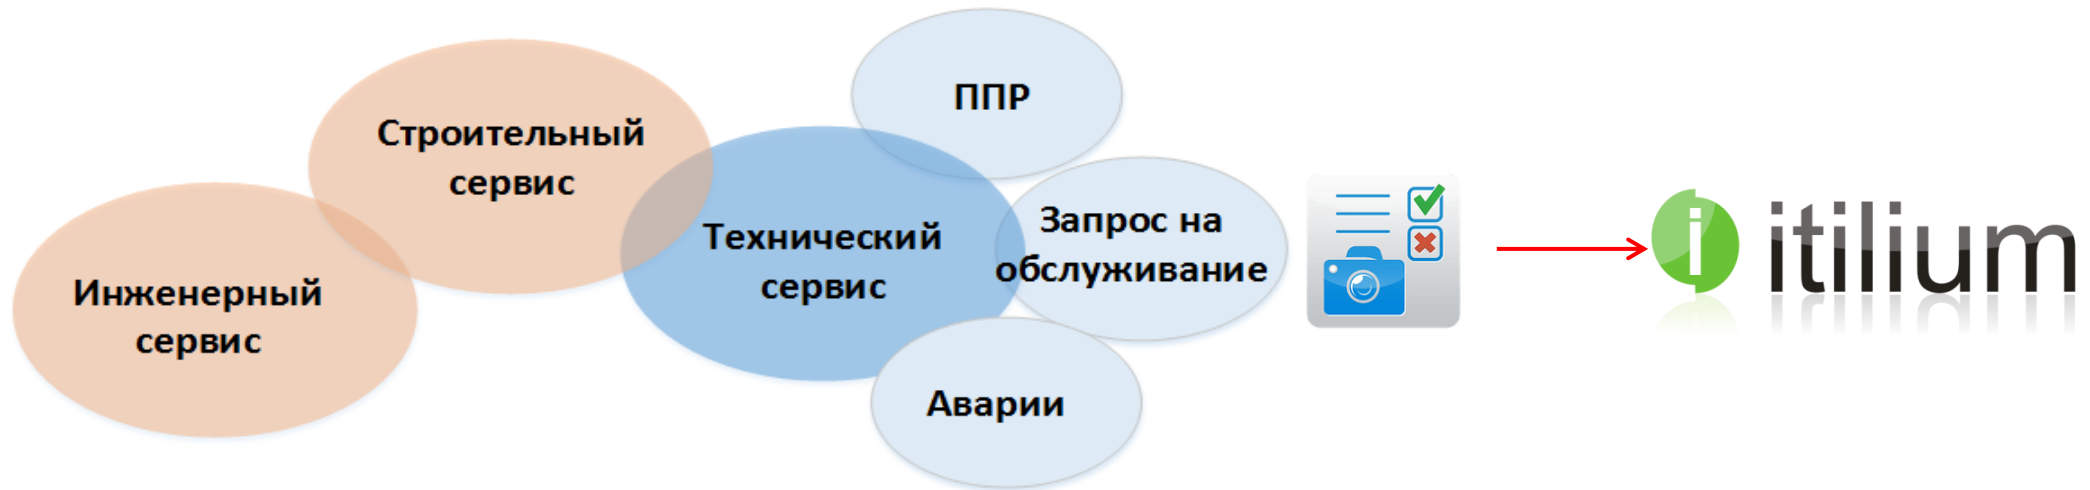 Инженерный
сервис
Строительный
сервис
Технический
сервис
ППР
Запрос на
обслуживание
Аварии
i itilium